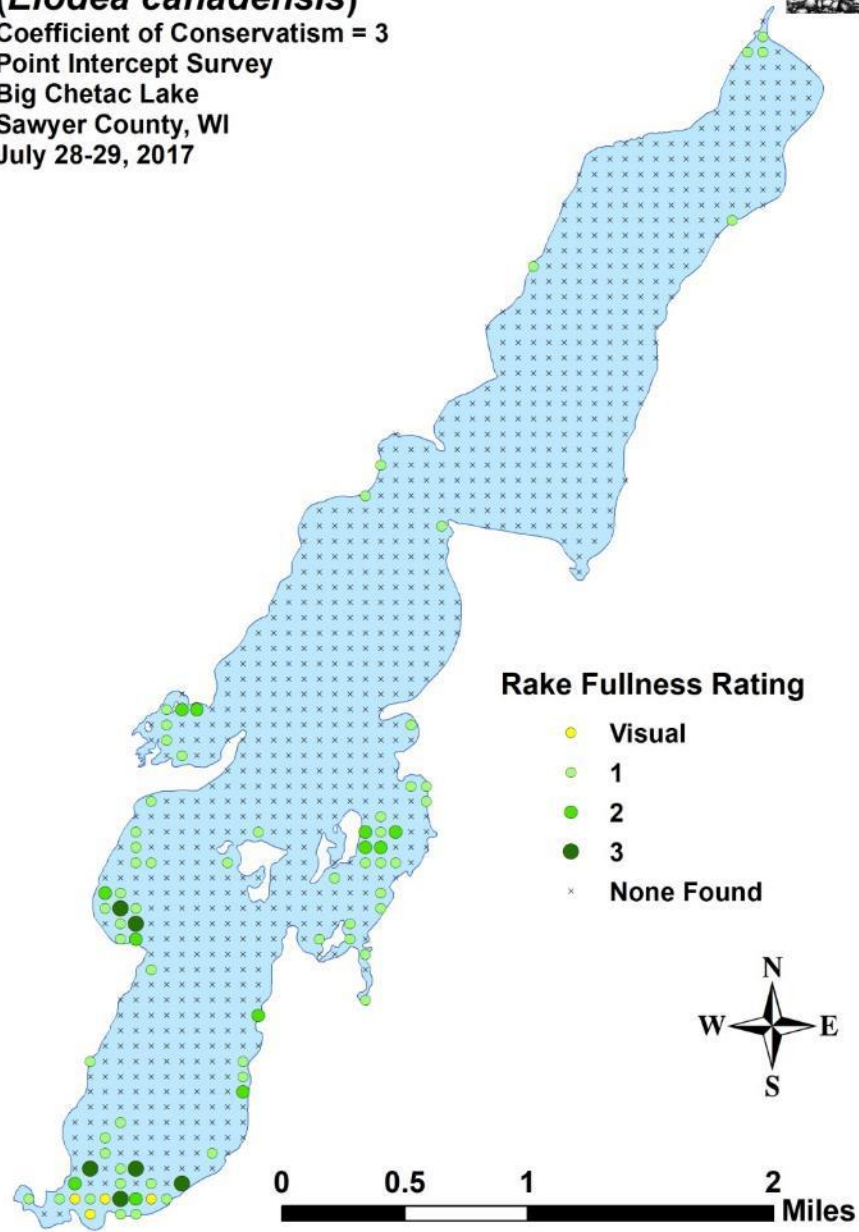 (Elodea canadensis)
Coefficient of Conservatism = 3
Point Intercept Survey
Big Chetac Lake
Sawyer County, WI
July 28-29, 2017
Rake Fullness Rating
Visual
1
2
3
None Found
N
W E
S
0 0.5 1 2
Miles